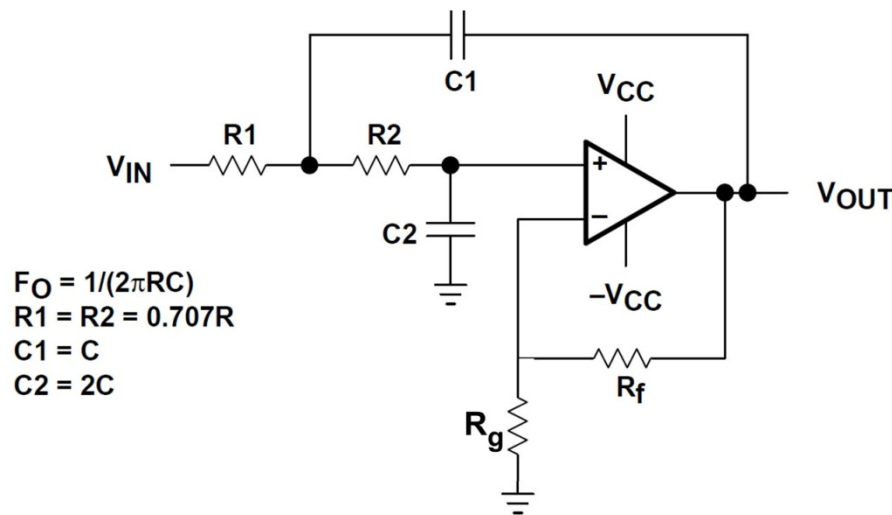 C1
VCC
R1
R2
VIN
+
VOUT
C2
−
–VCC
FO = 1/(2πRC)
R1 = R2 = 0.707R
C1 = C
C2 = 2C
Rf
Rg